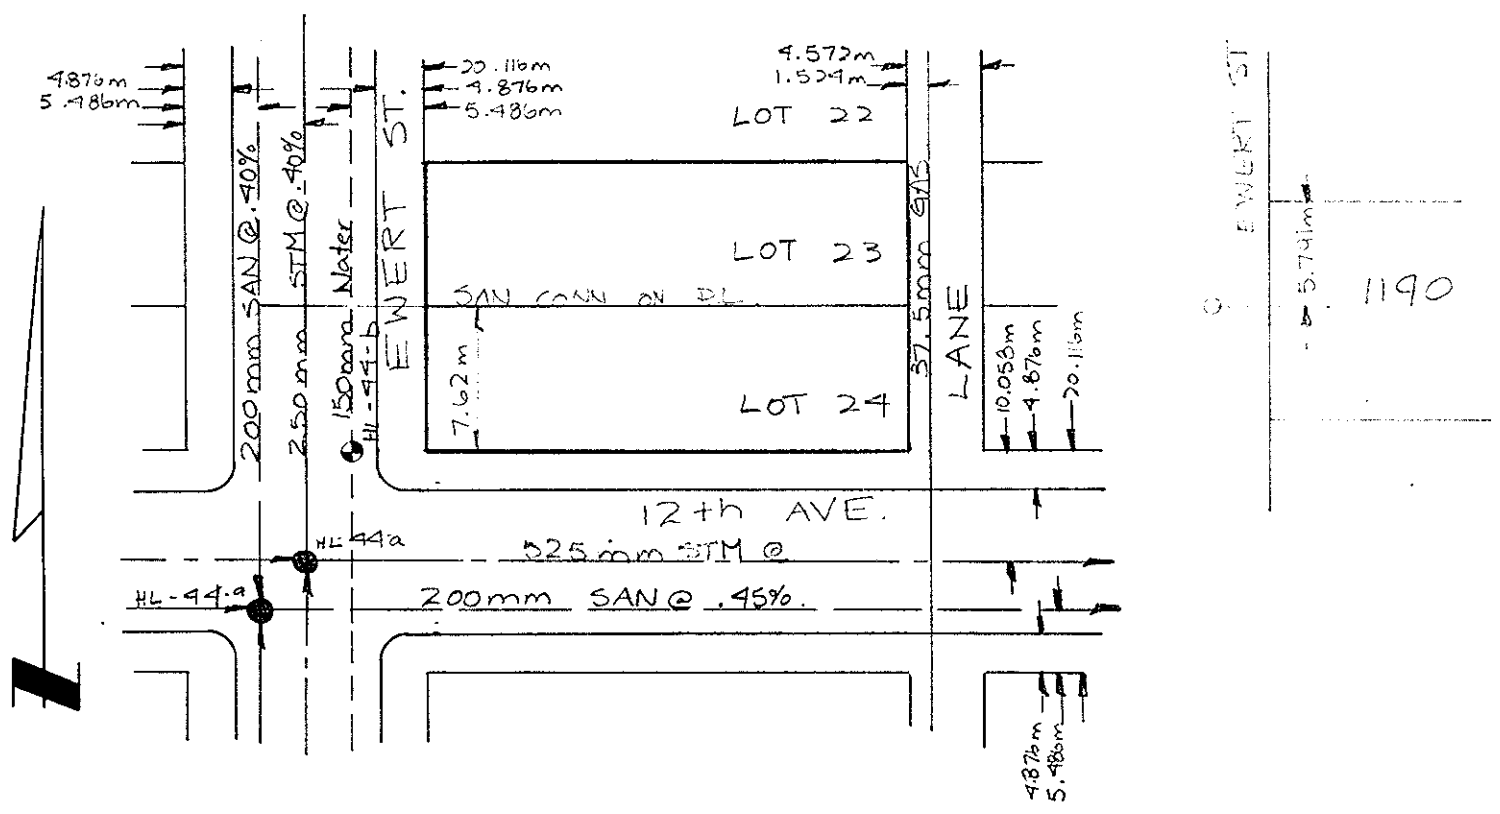 4.876m
5.486m
20.116m
4.876m
5.486m
4.572m
1.524m
LOT 22
EWERT ST.
200mm SAN @ .40%
250mm STM @ .40%
150mm Water
HL-44-b
LOT 23
SAN CONN ON P.L.
7.62m
LOT 24
37.5mm GAS
LANE
10.058m
4.876m
20.116m
12th AVE.
HL-44a
525mm STM @
HL-44-a
200mm SAN @ .45%.
4.876m
5.486m
EWERT ST
5.791m
1190